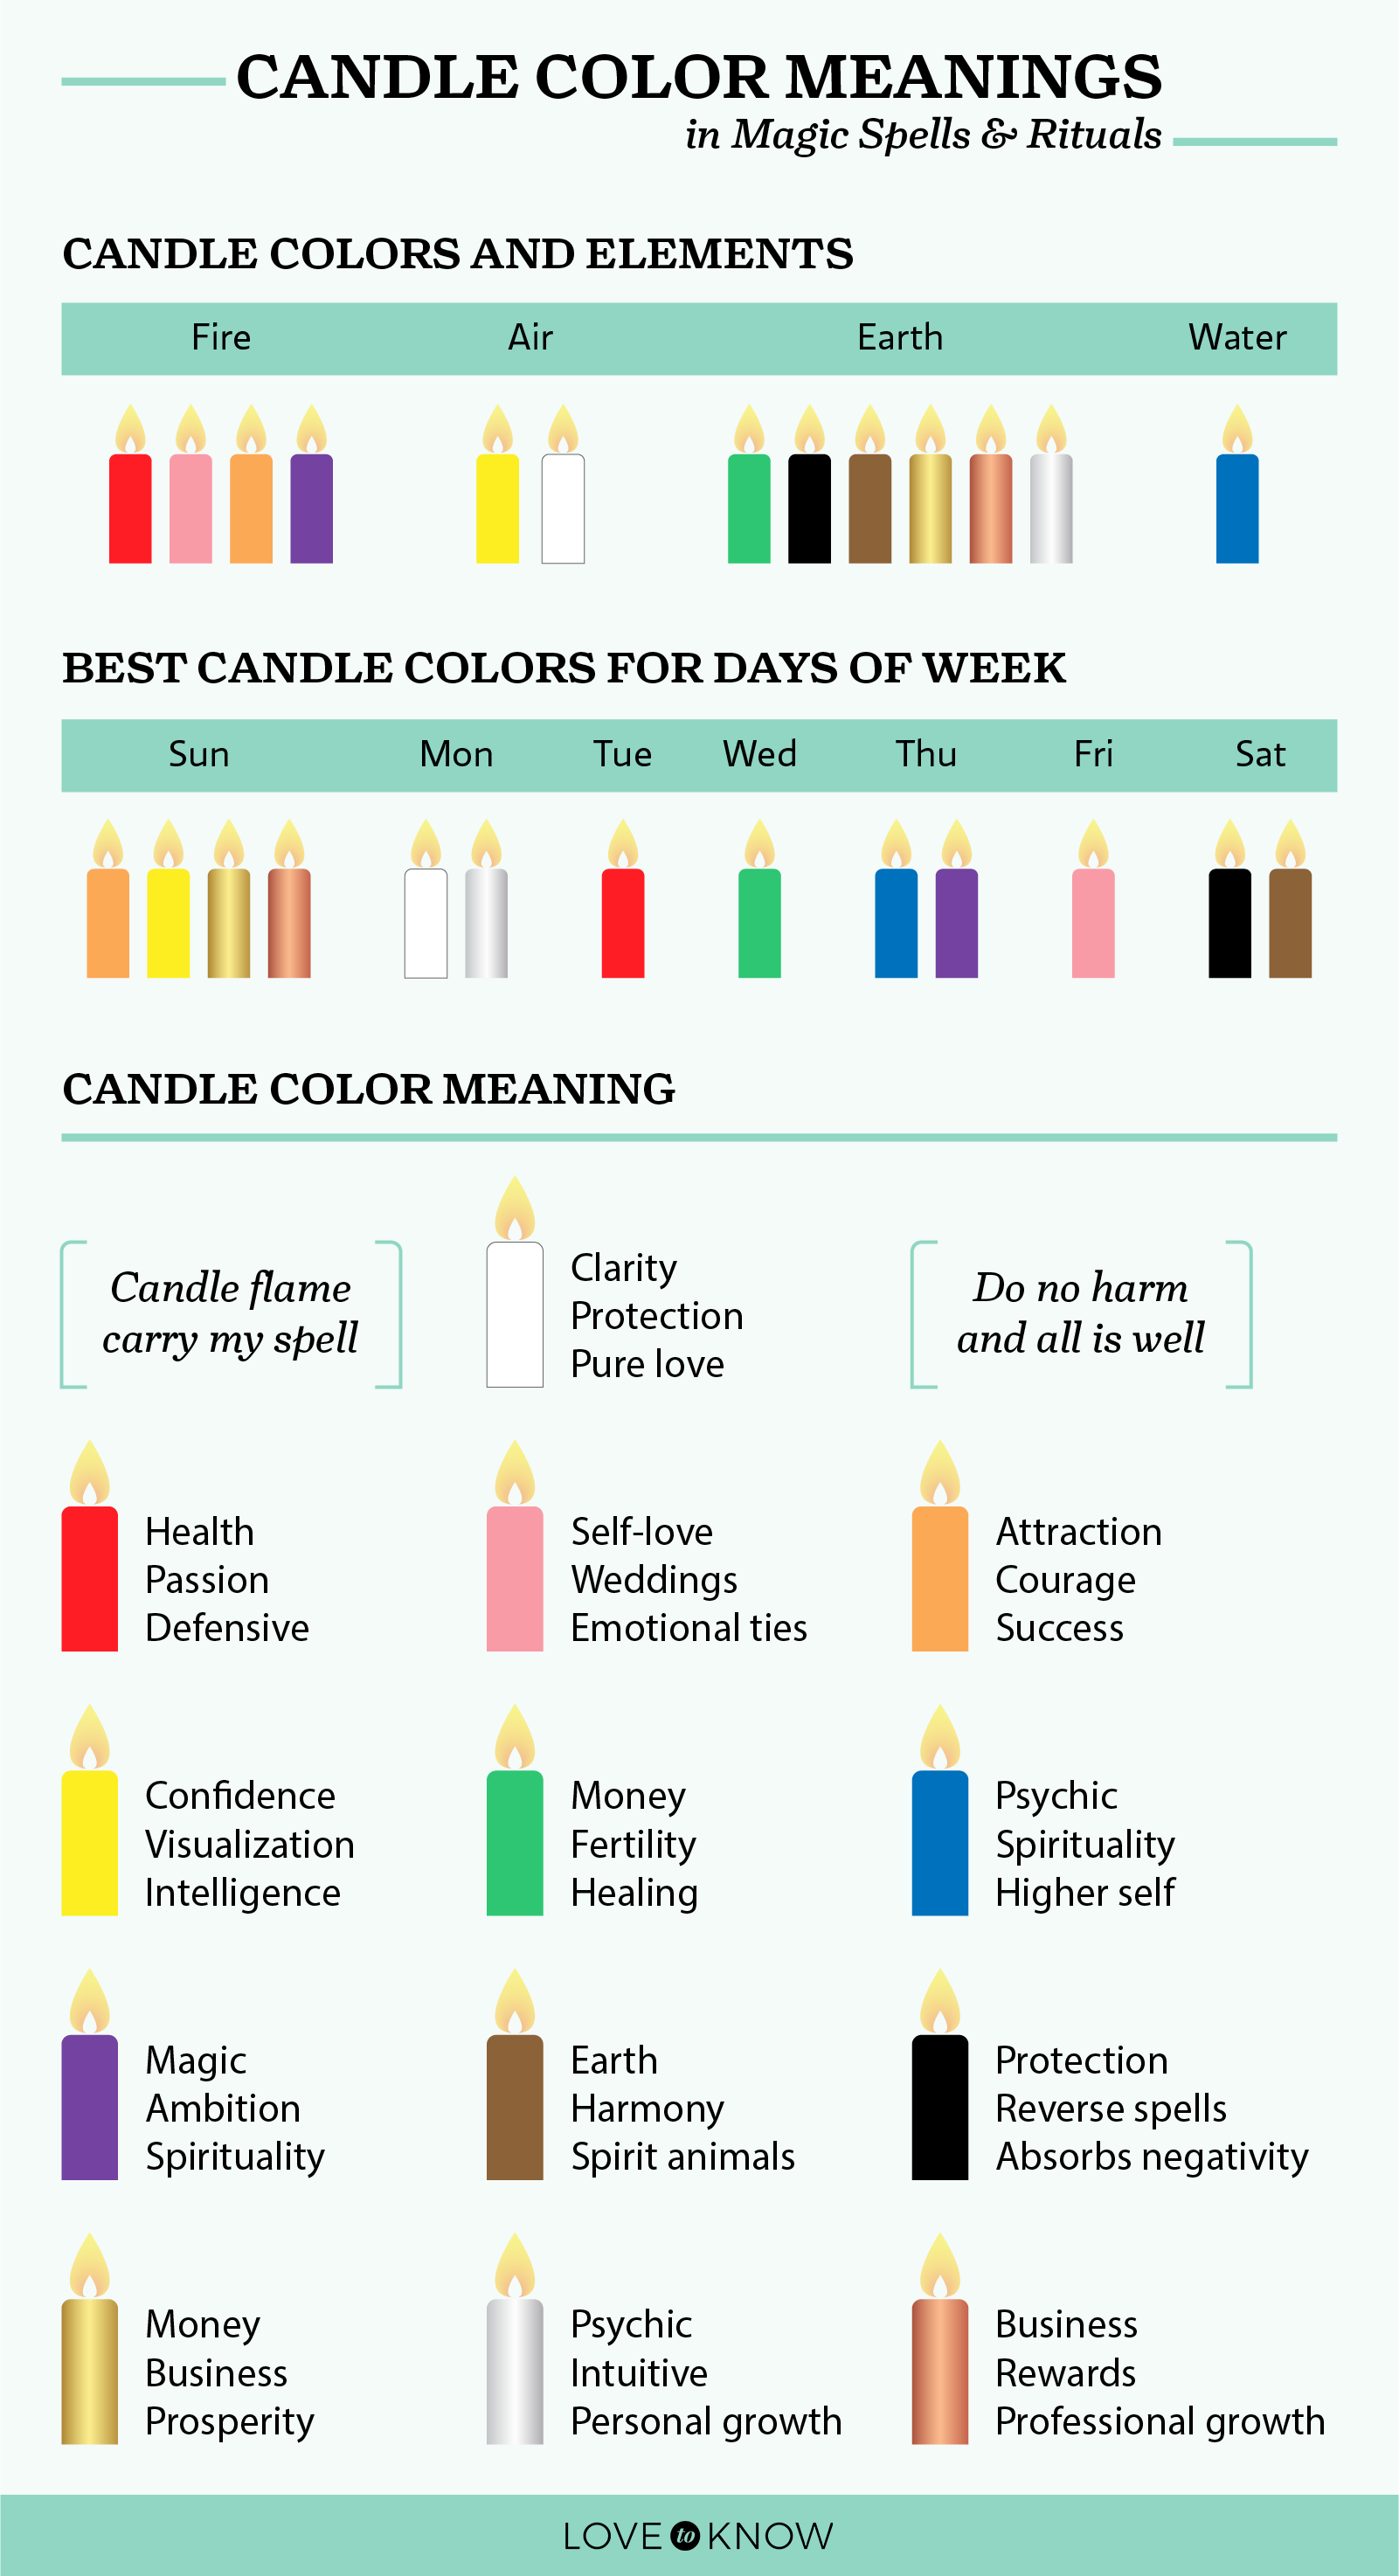 CANDLE COLOR MEANINGS
in Magic Spells & Rituals
CANDLE COLORS AND ELEMENTS
Fire Air Earth Water
BEST CANDLE COLORS FOR DAYS OF WEEK
Sun Mon Tue Wed Thu Fri Sat
CANDLE COLOR MEANING
Candle flame
carry my spell
Clarity
Protection
Pure love
Do no harm
and all is well
Health
Passion
Defensive
Self-love
Weddings
Emotional ties
Attraction
Courage
Success
Confidence
Visualization
Intelligence
Money
Fertility
Healing
Psychic
Spirituality
Higher self
Magic
Ambition
Spirituality
Earth
Harmony
Spirit animals
Protection
Reverse spells
Absorbs negativity
Money
Business
Prosperity
Psychic
Intuitive
Personal growth
Business
Rewards
Professional growth
LOVE to KNOW